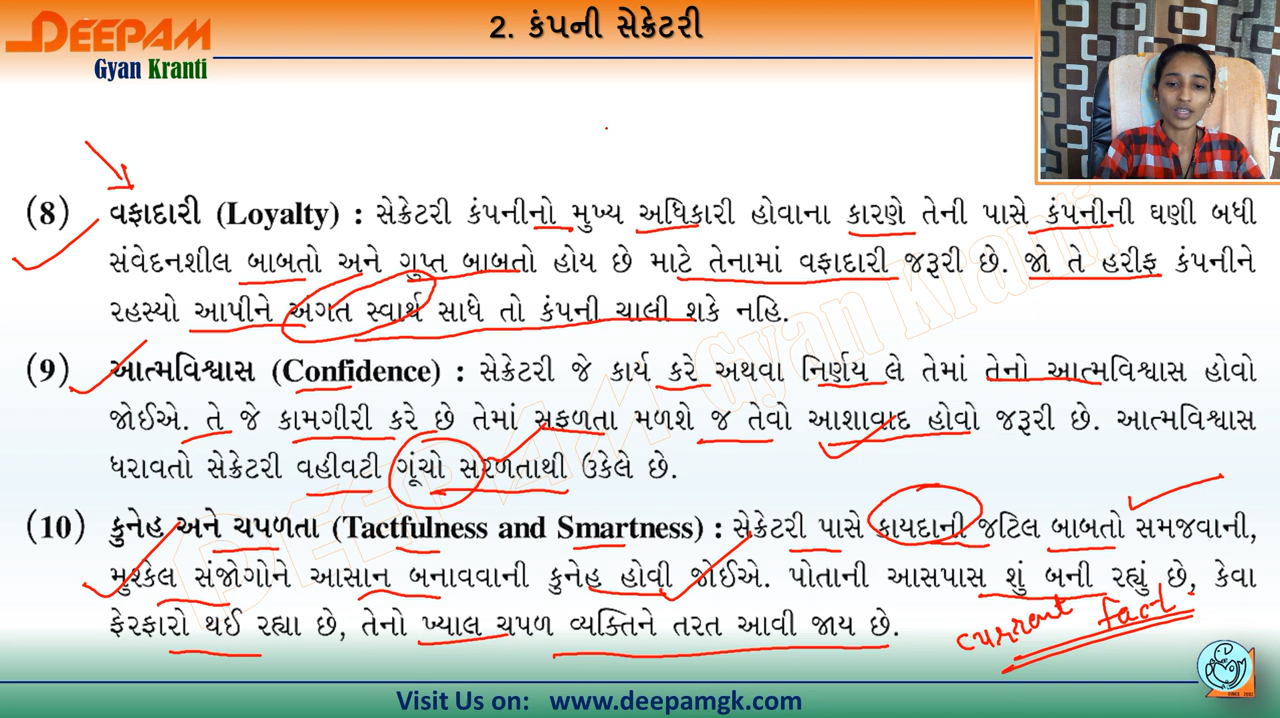 DEEPAM
Gyan Kranti
2. કંપની સેક્રેટરી
(8) વફાદારી (Loyalty) : સેક્રેટરી કંપનીનો મુખ્ય અધિકારી હોવાના કારણે તેની પાસે કંપનીની ઘણી બધી
સંવેદનશીલ બાબતો અને ગુપ્ત બાબતો હોય છે માટે તેનામાં વફાદારી જરૂરી છે. જો તે હરીફ કંપનીને
રહસ્યો આપીને અંગત સ્વાર્થ સાધે તો કંપની ચાલી શકે નહિ.
(9) આત્મવિશ્વાસ (Confidence) : સેક્રેટરી જે કાર્ય કરે અથવા નિર્ણય લે તેમાં તેનો આત્મવિશ્વાસ હોવો
જોઈએ. તે જે કામગીરી કરે છે તેમાં સફળતા મળશે જ તેવો આશાવાદ હોવો જરૂરી છે. આત્મવિશ્વાસ
ધરાવતો સેક્રેટરી વહીવટી ગૂંચો સરળતાથી ઉકેલે છે.
(10) કુનેહ અને ચપળતા (Tactfulness and Smartness) : સેક્રેટરી પાસે કાયદાની જટિલ બાબતો સમજવાની,
મુશ્કેલ સંજોગોને આસાન બનાવવાની કુનેહ હોવી જોઈએ. પોતાની આસપાસ શું બની રહ્યું છે, કેવા
ફેરફારો થઈ રહ્યા છે, તેનો ખ્યાલ ચપળ વ્યક્તિને તરત આવી જાય છે.
current fact
DEEPAM Gyan Kranti
Visit Us on: www.deepamgk.com